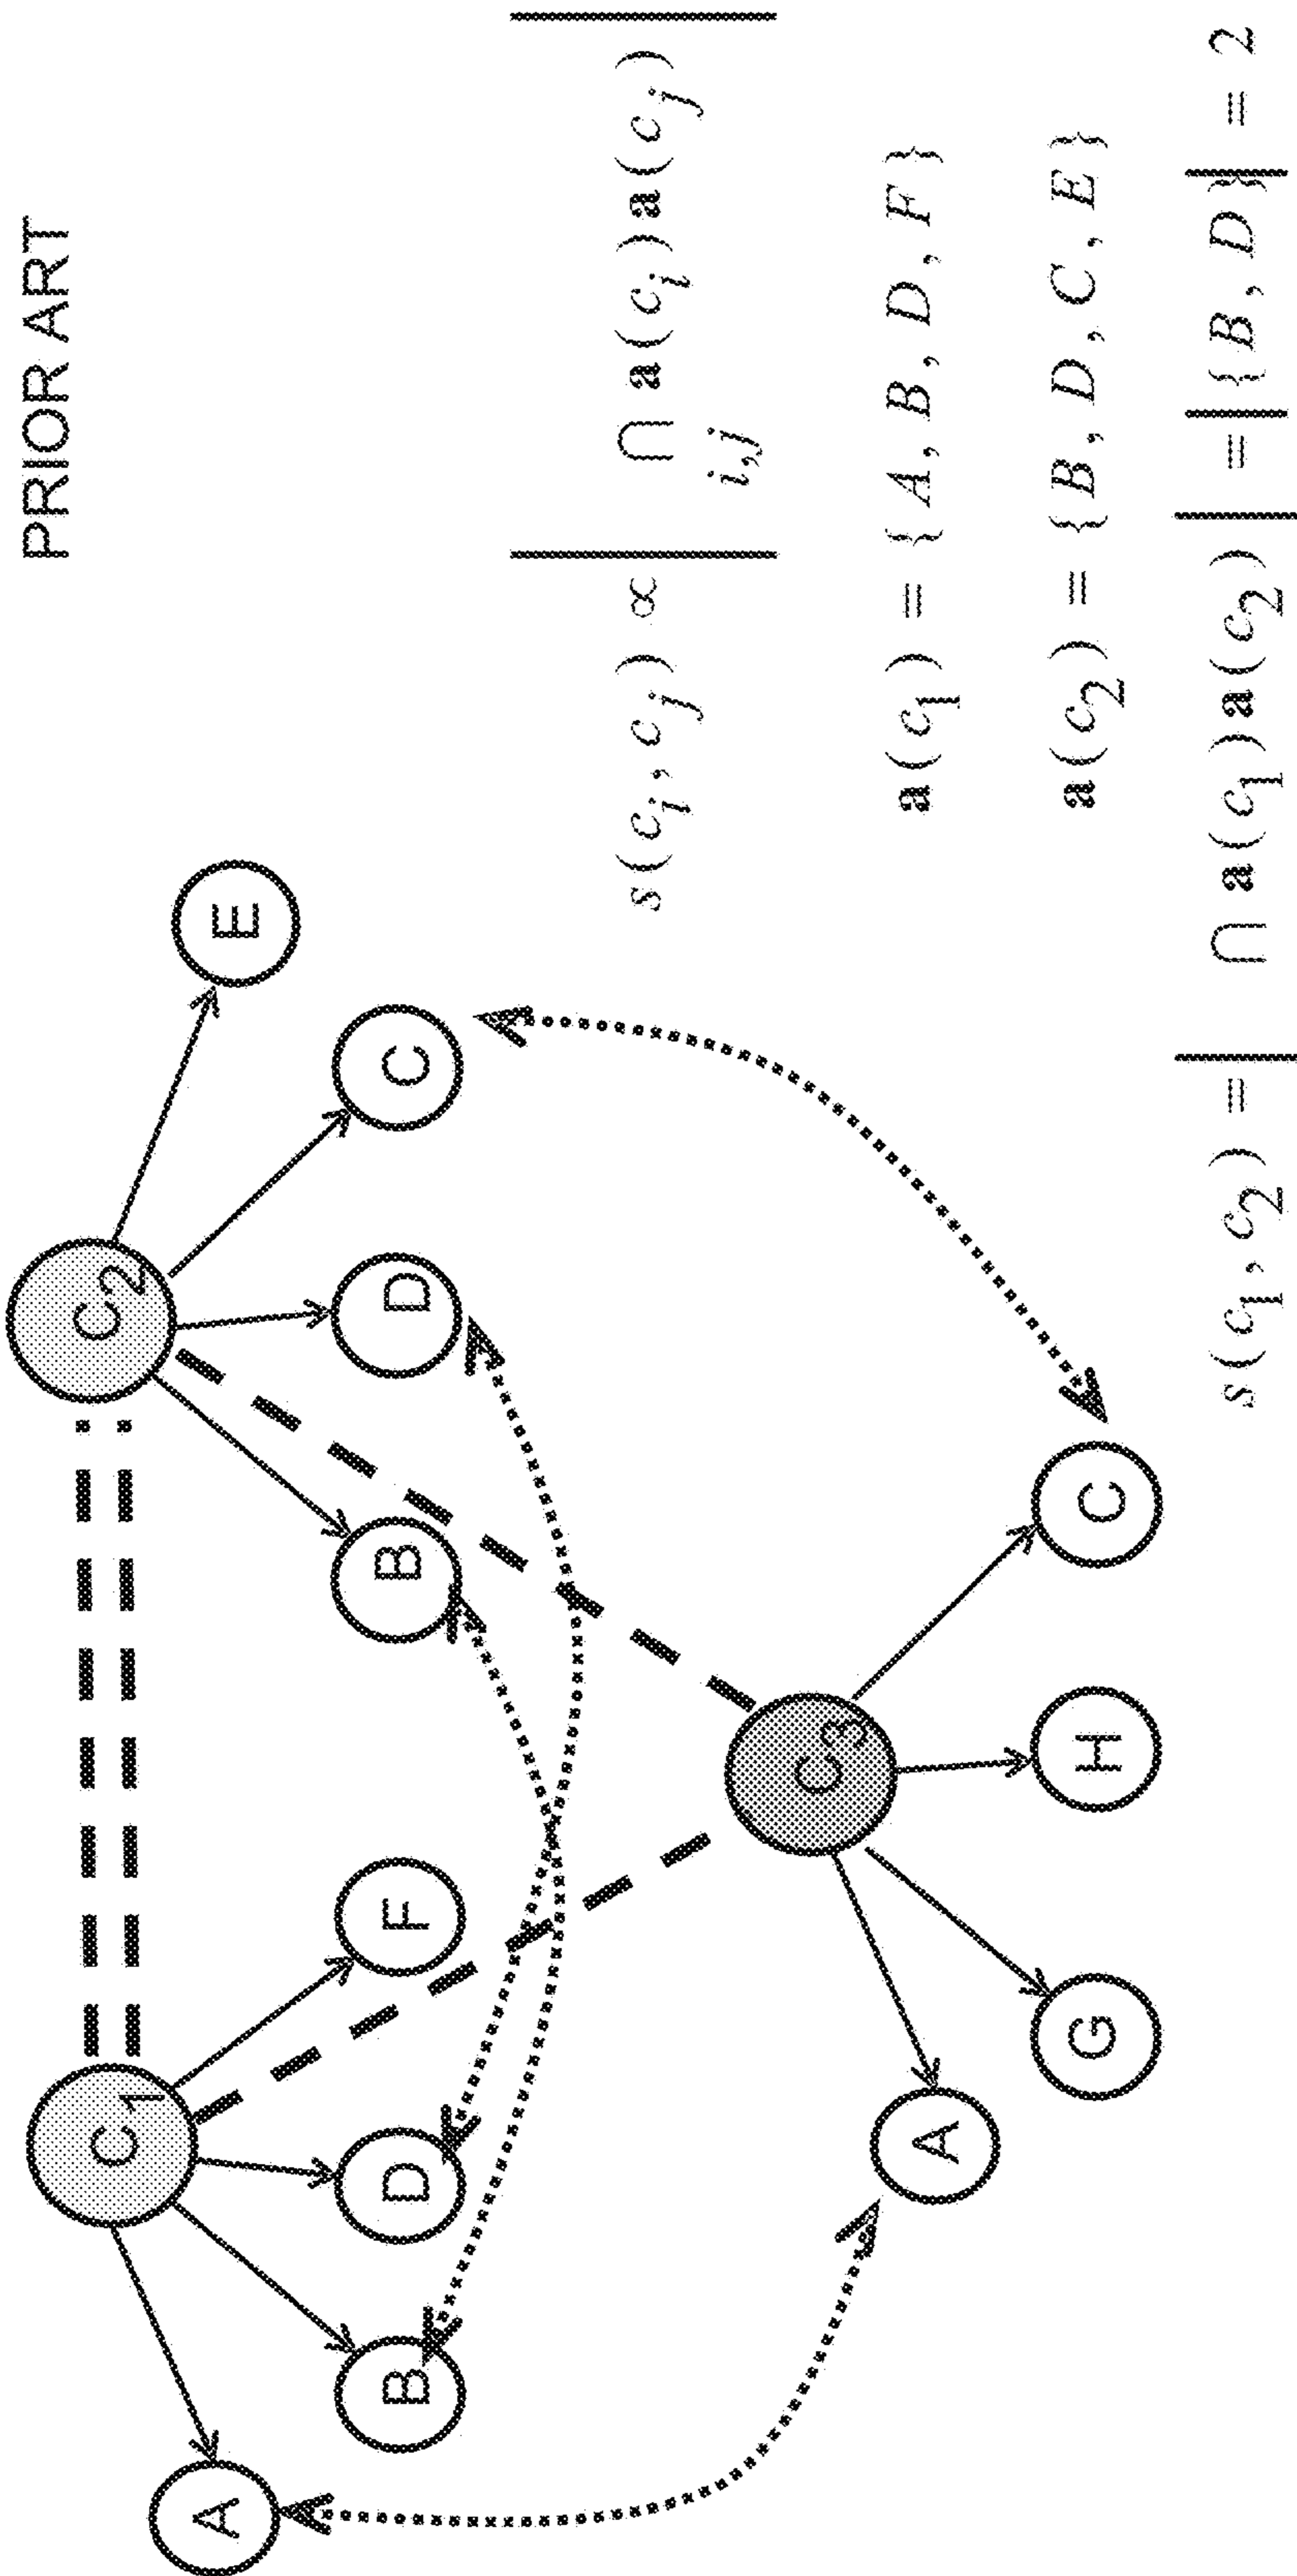 PRIOR ART
C1
C2
A
B
D
F
B
D
C
E
C3
A
G
H
C
s(c_i, c_j) ∝ | ∩_{i,j} a(c_i)a(c_j) |
a(c_1) = {A, B, D, F}
a(c_2) = {B, D, C, E}
s(c_1, c_2) = | ∩ a(c_1)a(c_2) | = |{B, D}| = 2